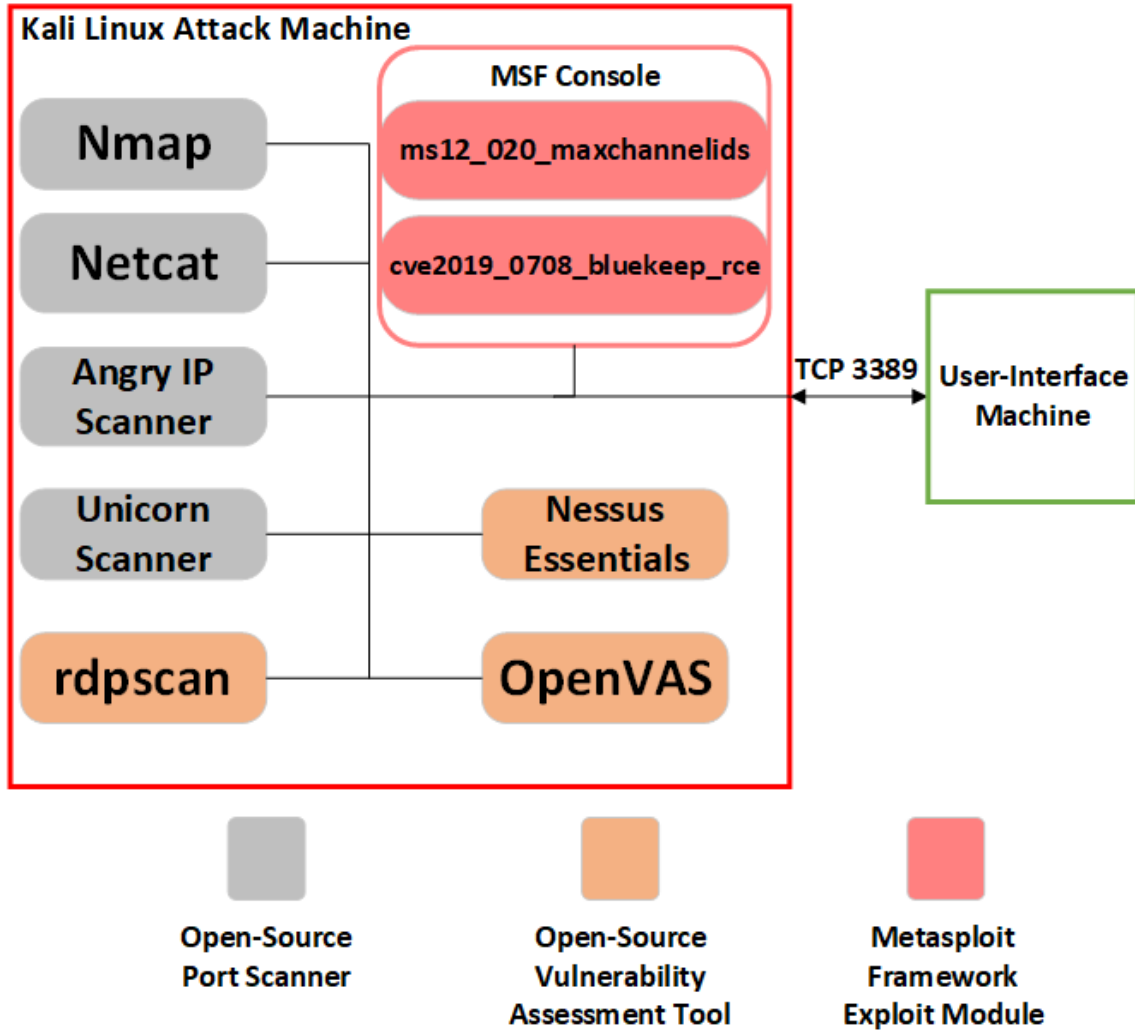 Kali Linux Attack Machine
MSF Console
Nmap
ms12_020_maxchannelids
Netcat
cve2019_0708_bluekeep_rce
Angry IP
Scanner
TCP 3389
User-Interface
Machine
Unicorn
Scanner
Nessus
Essentials
rdpscan
OpenVAS
Open-Source
Port Scanner
Open-Source
Vulnerability
Assessment Tool
Metasploit
Framework
Exploit Module